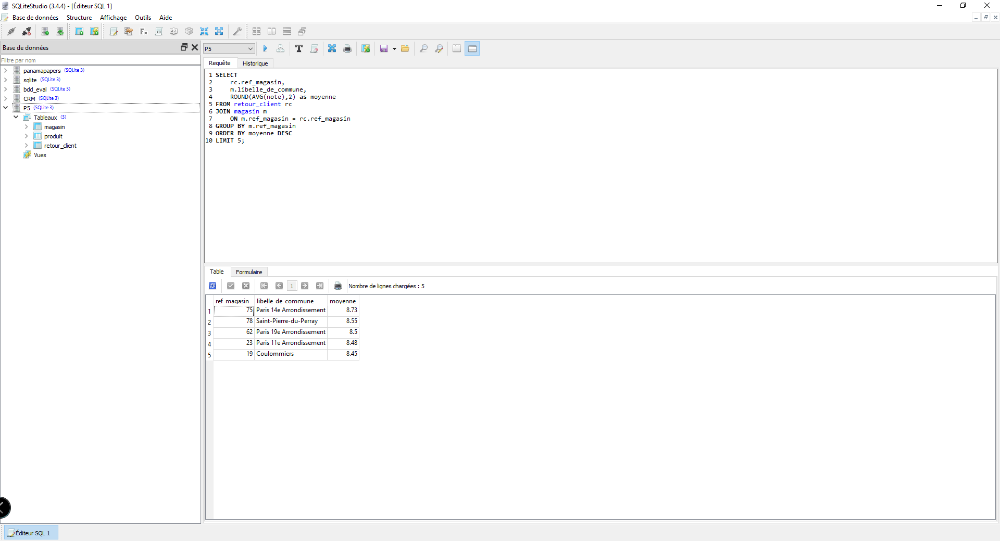 SQLiteStudio (3.4.4) - [Éditeur SQL 1]
Base de données Structure Affichage Outils Aide
Base de données
Filtre par nom
panamapapers (SQLite 3)
sqlite (SQLite 3)
bdd_eval (SQLite 3)
CRM (SQLite 3)
P5 (SQLite 3)
Tableaux (3)
magasin
produit
retour_client
Vues
P5
Requête Historique
1 SELECT
2 rc.ref_magasin,
3 m.libelle_de_commune,
4 ROUND(AVG(note),2) as moyenne
5 FROM retour_client rc
6 JOIN magasin m
7 ON m.ref_magasin = rc.ref_magasin
8 GROUP BY m.ref_magasin
9 ORDER BY moyenne DESC
10 LIMIT 5;
Table Formulaire
1 Nombre de lignes chargées : 5
ref_magasin libelle_de_commune moyenne
1 75 Paris 14e Arrondissement 8.73
2 78 Saint-Pierre-du-Perray 8.55
3 62 Paris 19e Arrondissement 8.5
4 23 Paris 11e Arrondissement 8.48
5 19 Coulommiers 8.45
Éditeur SQL 1